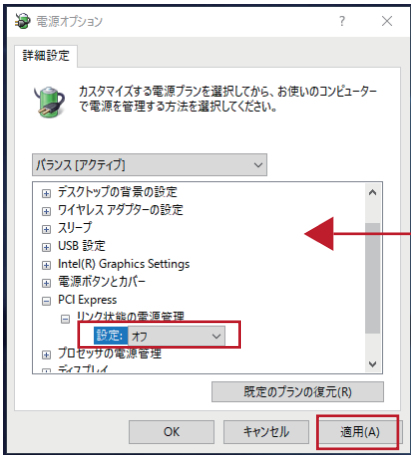 電源オプション
詳細設定
カスタマイズする電源プランを選択してから、お使いのコンピューター
で電源を管理する方法を選択してください。
バランス [アクティブ]
デスクトップの背景の設定
ワイヤレス アダプターの設定
スリープ
USB 設定
Intel(R) Graphics Settings
電源ボタンとカバー
PCI Express
リンク状態の電源管理
設定: オフ
プロセッサの電源管理
ディスプレイ
既定のプランの復元(R)
OK キャンセル 適用(A)